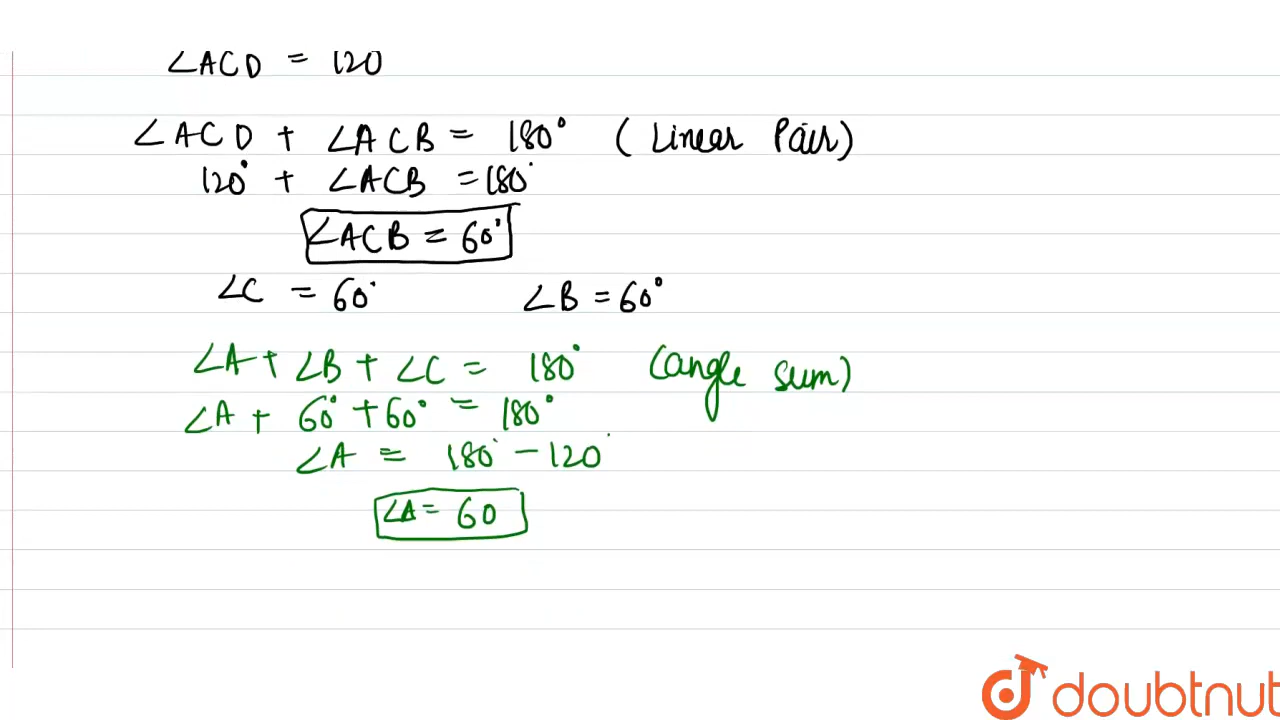 ∠ACD = 120
∠ACD + ∠ACB = 180° (Linear Pair)
120° + ∠ACB = 180°
∠ACB = 60°
∠C = 60° ∠B = 60°
∠A + ∠B + ∠C = 180° (angle sum)
∠A + 60° + 60° = 180°
∠A = 180° - 120°
∠A = 60
doubtnut